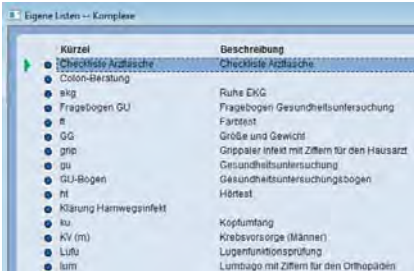 Eigene Listen -- Komplexe
Kürzel Beschreibung
Checkliste Arzttasche Checkliste Arzttasche
Colon-Beratung
ekg Ruhe EKG
Fragebogen GU Fragebogen Gesundheitsuntersuchung
ft Farbtest
GG Größe und Gewicht
grip Grippaler Infekt mit Ziffern für den Hausarzt
gu Gesundheitsuntersuchung
GU-Bogen Gesundheitsuntersuchungsbogen
ht Hörtest
Klärung Harnwegsinfekt
ku Kopfumfang
KV (m) Krebsvorsorge (Männer)
Lufu Lugenfunktionsprüfung
lum Lumbago mit Ziffern für den Orthopäden